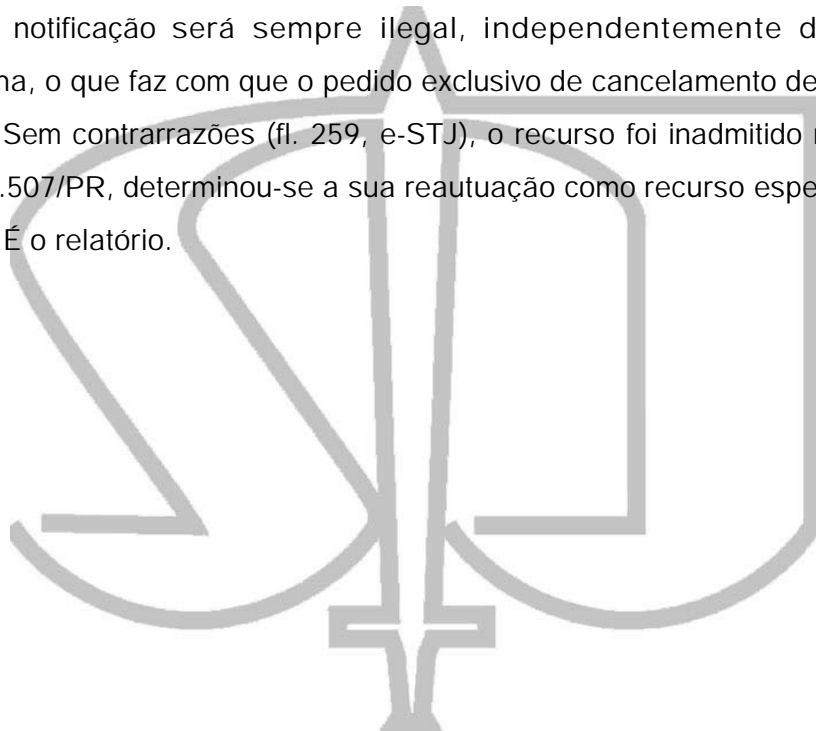 notificação será sempre ilegal, independentemente d
na, o que faz com que o pedido exclusivo de cancelamento de
Sem contrarrazões (fl. 259, e-STJ), o recurso foi inadmitido
.507/PR, determinou-se a sua reautuação como recurso espe
É o relatório.